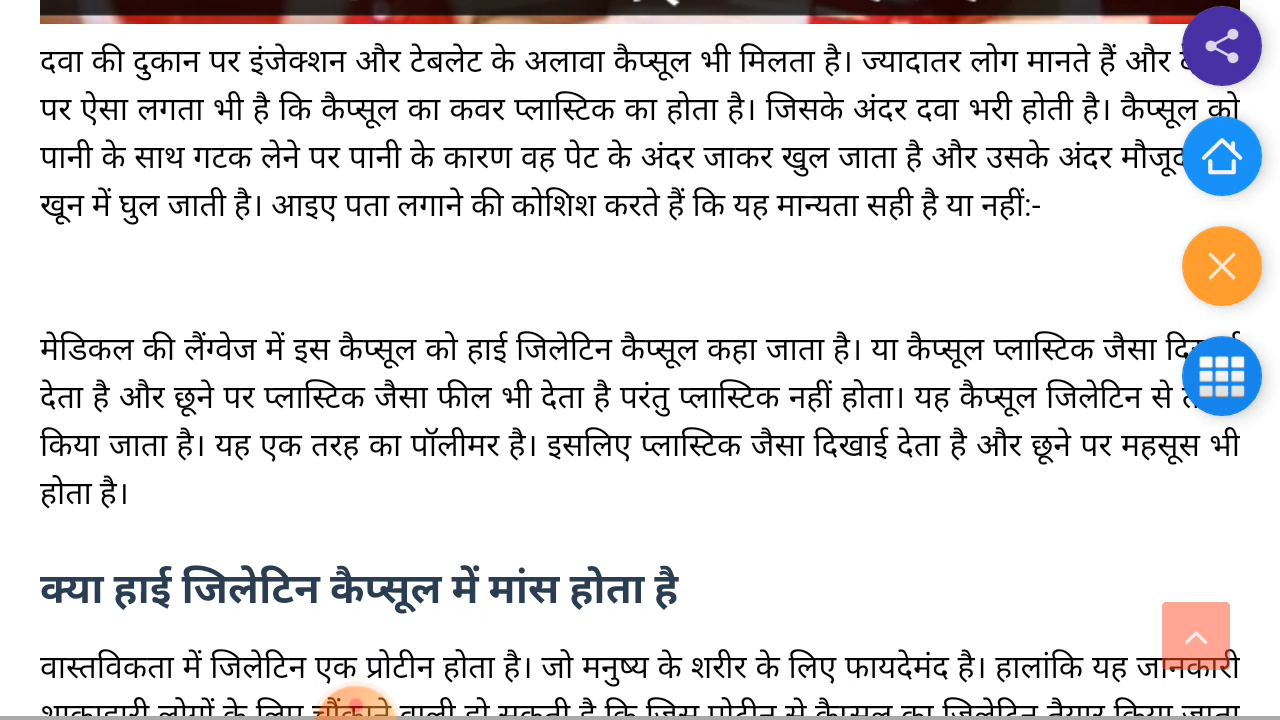 दवा की दुकान पर इंजेक्शन और टेबलेट के अलावा कैप्सूल भी मिलता है। ज्यादातर लोग मानते हैं और
पर ऐसा लगता भी है कि कैप्सूल का कवर प्लास्टिक का होता है। जिसके अंदर दवा भरी होती है। कैप्सूल को
पानी के साथ गटक लेने पर पानी के कारण वह पेट के अंदर जाकर खुल जाता है और उसके अंदर
खून में घुल जाती है। आइए पता लगाने की कोशिश करते हैं कि यह मान्यता सही है या नहीं:-
मेडिकल की लैंग्वेज में इस कैप्सूल को हाई जिलेटिन कैप्सूल कहा जाता है। या कैप्सूल प्लास्टिक जैसा
देता है और छूने पर प्लास्टिक जैसा फील भी देता है परंतु प्लास्टिक नहीं होता। यह कैप्सूल जिलेटिन से
किया जाता है। यह एक तरह का पॉलीमर है। इसलिए प्लास्टिक जैसा दिखाई देता है और छूने पर महसूस भी
होता है।
क्या हाई जिलेटिन कैप्सूल में मांस होता है
वास्तविकता में जिलेटिन एक प्रोटीन होता है। जो मनुष्य के शरीर के लिए फायदेमंद है। हालांकि यह जानकारी
शाकाहारी लोगों के लिए चौंकाने वाली हो सकती है कि जिस प्रोटीन से कैप्सूल का जिलेटिन तैयार किया जाता